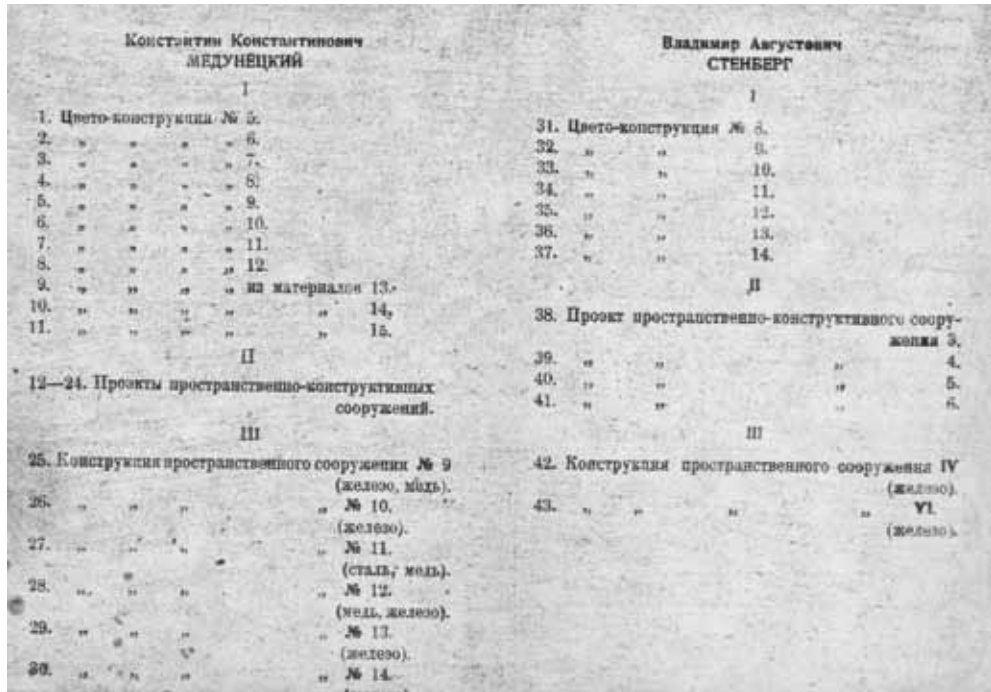 Константин Константинович
МЕДУНЕЦКИЙ
I
1. Цвето-конструкция № 5.
2. „ „ „ „ 6.
3. „ „ „ „ 7.
4. „ „ „ „ 8.
5. „ „ „ „ 9.
6. „ „ „ „ 10.
7. „ „ „ „ 11.
8. „ „ „ „ 12.
9. „ „ „ „ из материалов 13.
10. „ „ „ „ „ 14.
11. „ „ „ „ „ 15.
II
12—24. Проэкты пространственно-конструктивных
сооружений.
III
25. Конструкция пространственного сооружения № 9
(железо, медь).
26. „ „ „ „ № 10.
(железо).
27. „ „ „ „ № 11.
(сталь, медь).
28. „ „ „ „ № 12.
(медь, железо).
29. „ „ „ „ № 13.
(железо).
30. „ „ „ „ № 14.
Владимир Августович
СТЕНБЕРГ
I
31. Цвето-конструкция № 8.
32. „ „ 9.
33. „ „ 10.
34. „ „ 11.
35. „ „ 12.
36. „ „ 13.
37. „ „ 14.
II
38. Проэкт пространственно-конструктивного соору-
жения 3.
39. „ „ „ 4.
40. „ „ „ 5.
41. „ „ „ 6.
III
42. Конструкция пространственного сооружения IV
(железо).
43. „ „ „ „ VI.
(железо).